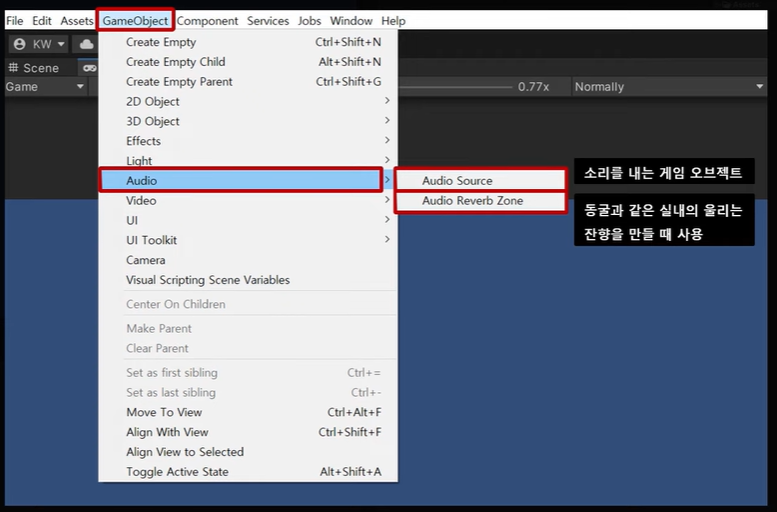 File Edit Assets GameObject Component Services Jobs Window Help
KW
Scene
Game
0.77x
Normally
Create Empty Ctrl+Shift+N
Create Empty Child Alt+Shift+N
Create Empty Parent Ctrl+Shift+G
2D Object
3D Object
Effects
Light
Audio
Video
UI
UI Toolkit
Camera
Visual Scripting Scene Variables
Center On Children
Make Parent
Clear Parent
Set as first sibling Ctrl+=
Set as last sibling Ctrl+-
Move To View Ctrl+Alt+F
Align With View Ctrl+Shift+F
Align View to Selected
Toggle Active State Alt+Shift+A
Audio Source
Audio Reverb Zone
소리를 내는 게임 오브젝트
동굴과 같은 실내의 울리는
잔향을 만들 때 사용